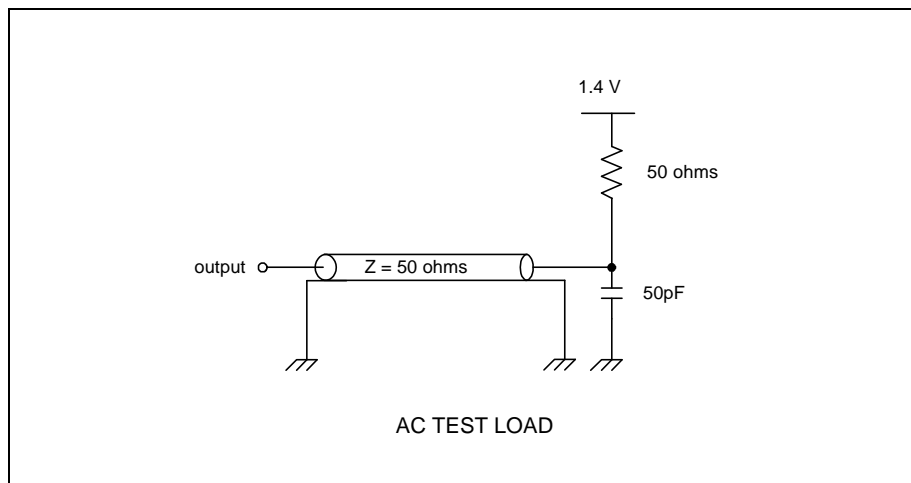 1.4 V
50 ohms
output
Z = 50 ohms
50pF
AC TEST LOAD